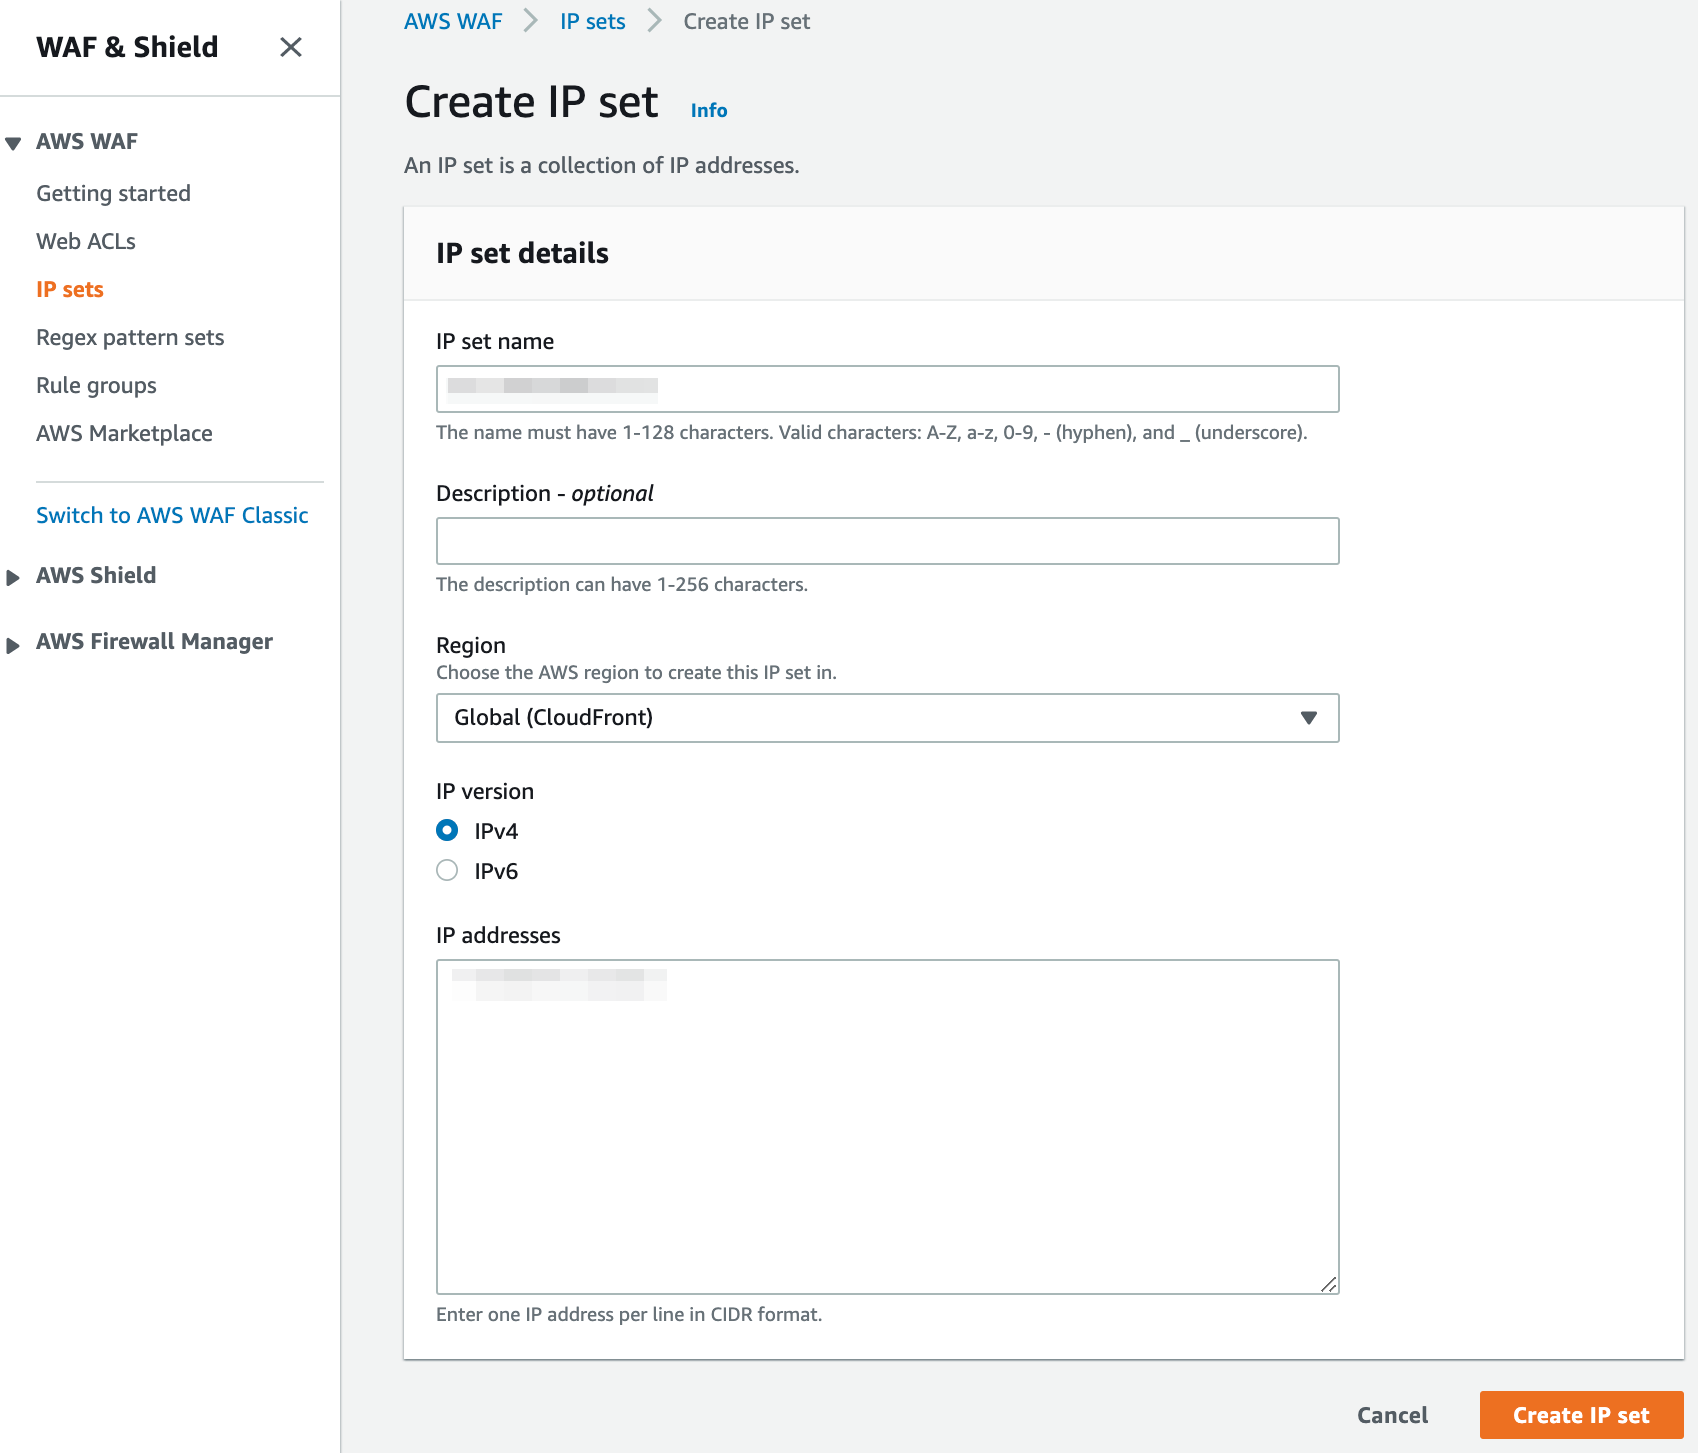 WAF & Shield
AWS WAF
Getting started
Web ACLs
IP sets
Regex pattern sets
Rule groups
AWS Marketplace
Switch to AWS WAF Classic
AWS Shield
AWS Firewall Manager
AWS WAF > IP sets > Create IP set
Create IP set Info
An IP set is a collection of IP addresses.
IP set details
IP set name
The name must have 1-128 characters. Valid characters: A-Z, a-z, 0-9, - (hyphen), and _ (underscore).
Description - optional
The description can have 1-256 characters.
Region
Choose the AWS region to create this IP set in.
Global (CloudFront)
IP version
IPv4
IPv6
IP addresses
Enter one IP address per line in CIDR format.
Cancel
Create IP set